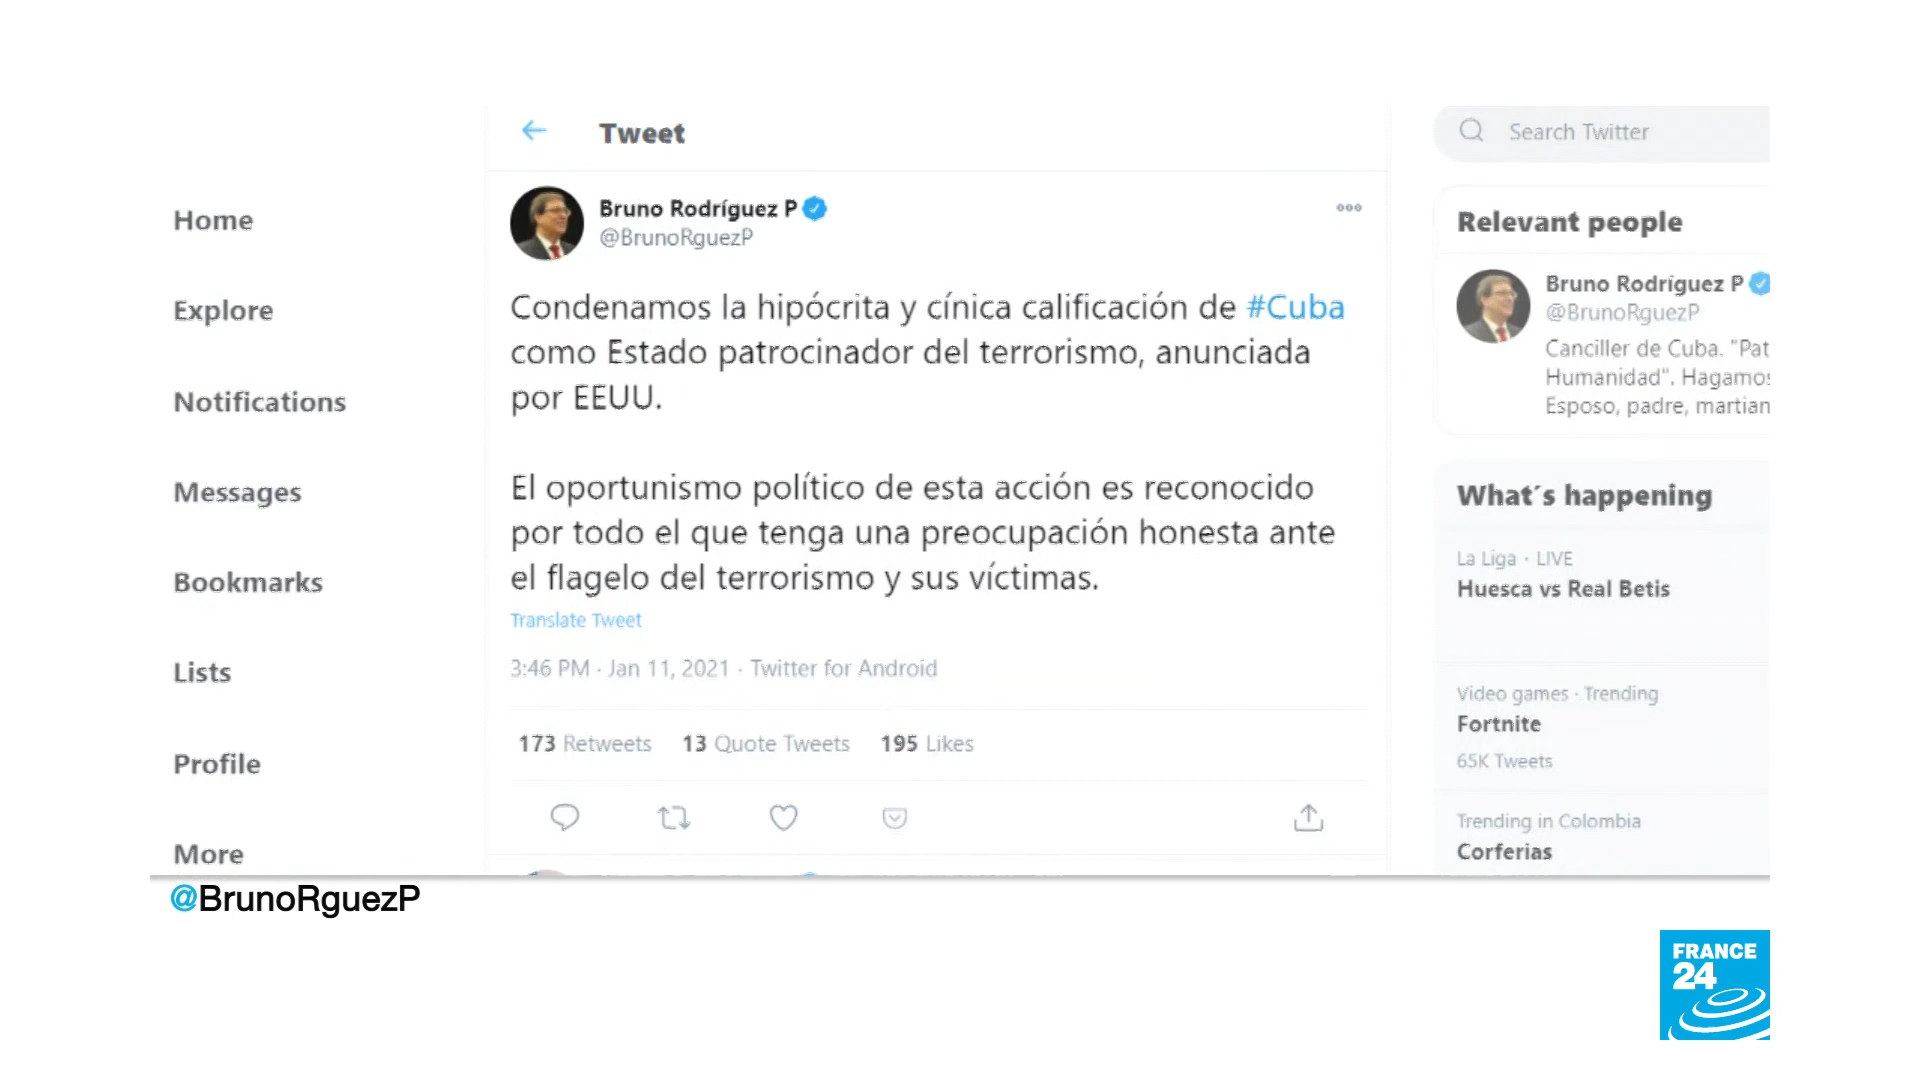 Home
Explore
Notifications
Messages
Bookmarks
Lists
Profile
More
Tweet
Bruno Rodríguez P
@BrunoRguezP
Condenamos la hipócrita y cínica calificación de #Cuba
como Estado patrocinador del terrorismo, anunciada
por EEUU.
El oportunismo político de esta acción es reconocido
por todo el que tenga una preocupación honesta ante
el flagelo del terrorismo y sus víctimas.
Translate Tweet
3:46 PM · Jan 11, 2021 · Twitter for Android
173 Retweets 13 Quote Tweets 195 Likes
Search Twitter
Relevant people
Bruno Rodríguez P
@BrunoRguezP
Canciller de Cuba. "Pat
Humanidad". Hagamos
Esposo, padre, martian
What´s happening
La Liga · LIVE
Huesca vs Real Betis
Video games · Trending
Fortnite
65K Tweets
Trending in Colombia
Corferias
@BrunoRguezP
FRANCE
24